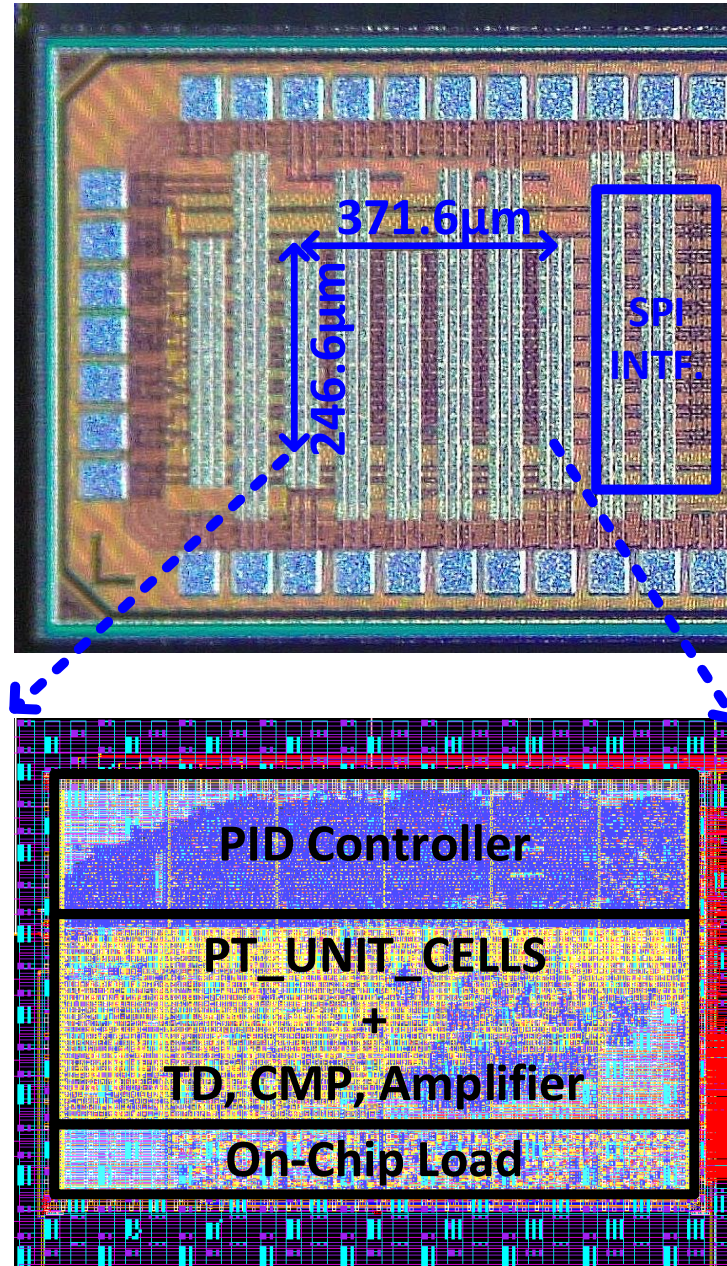 371.6µm
246.6µm
SPI
INTF.
PID Controller
PT_UNIT_CELLS
+
TD, CMP, Amplifier
On-Chip Load